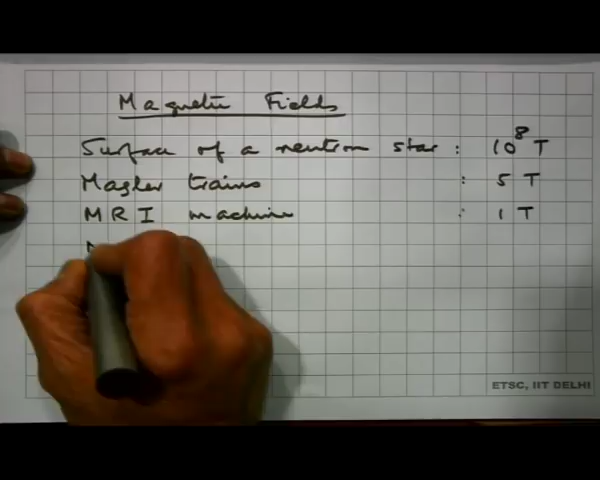 Magnetic Fields
Surface of a neutron star : 10⁸ T
Maglev trains : 5 T
MRI machine : 1 T
ETSC, IIT DELHI